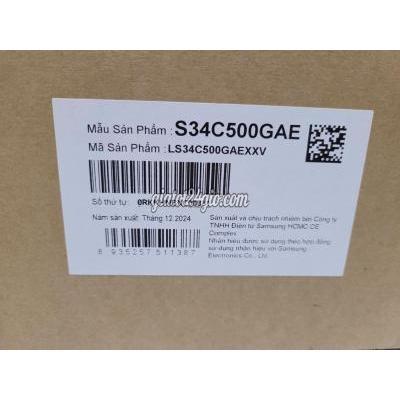 Mẫu Sản Phẩm : S34C500GAE
Mã Sản Phẩm : LS34C500GAEXXV
giatot24gio.com
Số thứ tự :
Năm sản xuất: Tháng 12.2024
Sản xuất và chịu trách nhiệm bởi Công ty
TNHH Điện tử Samsung HCMC CE
Complex
Nhãn hiệu được sử dụng theo hợp đồng
sử dụng nhãn hiệu với Samsung
Electronics Co., Ltd.
8 935257 511387